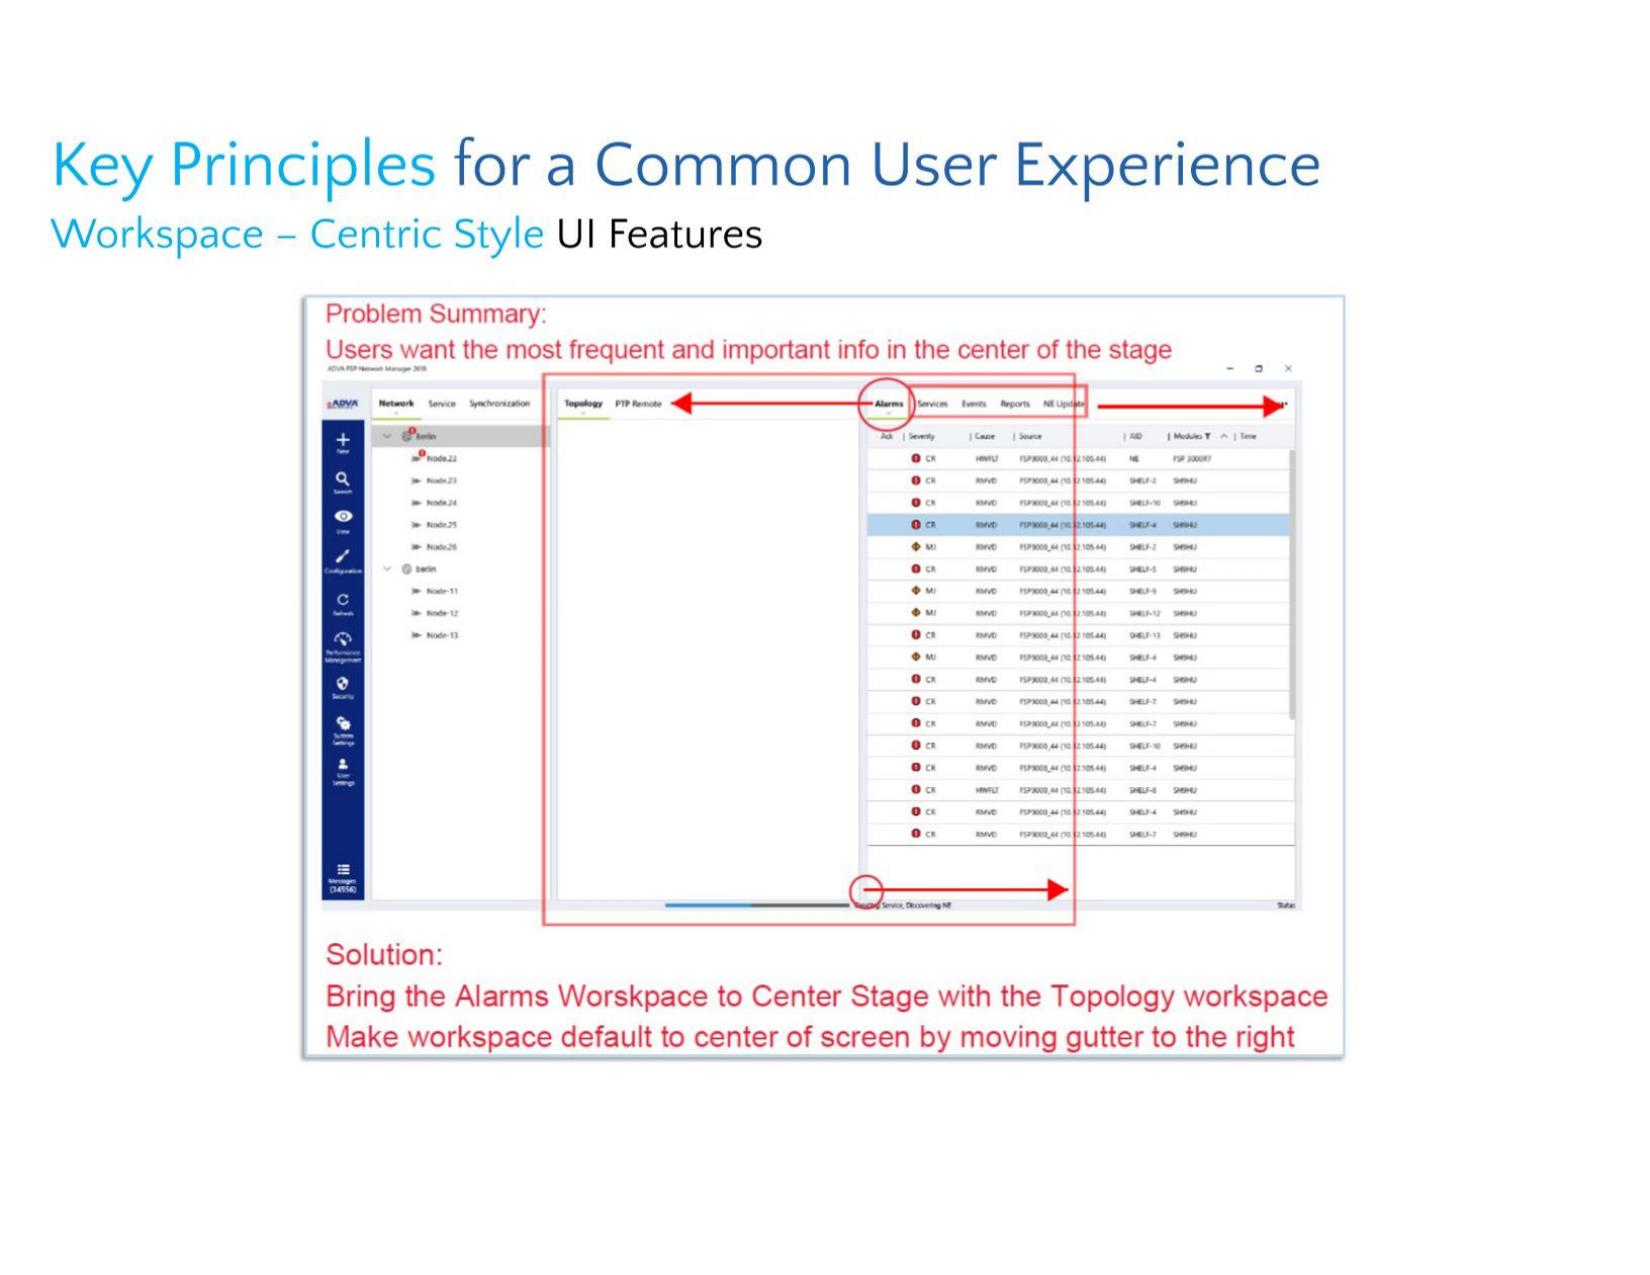 Key Principles for a Common User Experience
Workspace – Centric Style UI Features
Problem Summary:
Users want the most frequent and important info in the center of the stage
ADVA FSP Network Manager 2018
ADVA Network Service Synchronization Topology PTP Remote Alarms Services Events Reports NE Update
Ack Severity Cause Source AID Modules Time
New
Search
View
Configuration
Refresh
Performance
Management
Security
System
Settings
User
Settings
Messages
(34556)
Berlin
Node.22
Node.23
Node.24
Node.25
Node.26
berlin
Node-11
Node-12
Node-13
CR HWFLT FSP3000_44 (10.12.105.44) NE FSP 3000R7
CR RMVD FSP3000_44 (10.12.105.44) SHELF-2 SH9HU
CR RMVD FSP3000_44 (10.12.105.44) SHELF-10 SH9HU
CR RMVD FSP3000_44 (10.12.105.44) SHELF-4 SH9HU
MJ RMVD FSP3000_44 (10.12.105.44) SHELF-2 SH9HU
CR RMVD FSP3000_44 (10.12.105.44) SHELF-5 SH9HU
MJ RMVD FSP3000_44 (10.12.105.44) SHELF-9 SH9HU
MJ RMVD FSP3000_44 (10.12.105.44) SHELF-12 SH9HU
CR RMVD FSP3000_44 (10.12.105.44) SHELF-13 SH9HU
MJ RMVD FSP3000_44 (10.12.105.44) SHELF-4 SH9HU
CR RMVD FSP3000_44 (10.12.105.44) SHELF-4 SH9HU
CR RMVD FSP3000_44 (10.12.105.44) SHELF-7 SH9HU
CR RMVD FSP3000_44 (10.12.105.44) SHELF-7 SH9HU
CR RMVD FSP3000_44 (10.12.105.44) SHELF-10 SH9HU
CR RMVD FSP3000_44 (10.12.105.44) SHELF-4 SH9HU
CR HWFLT FSP3000_44 (10.12.105.44) SHELF-8 SH9HU
CR RMVD FSP3000_44 (10.12.105.44) SHELF-4 SH9HU
CR RMVD FSP3000_44 (10.12.105.44) SHELF-7 SH9HU
Service, Discovering NE
Status
Solution:
Bring the Alarms Worskpace to Center Stage with the Topology workspace
Make workspace default to center of screen by moving gutter to the right